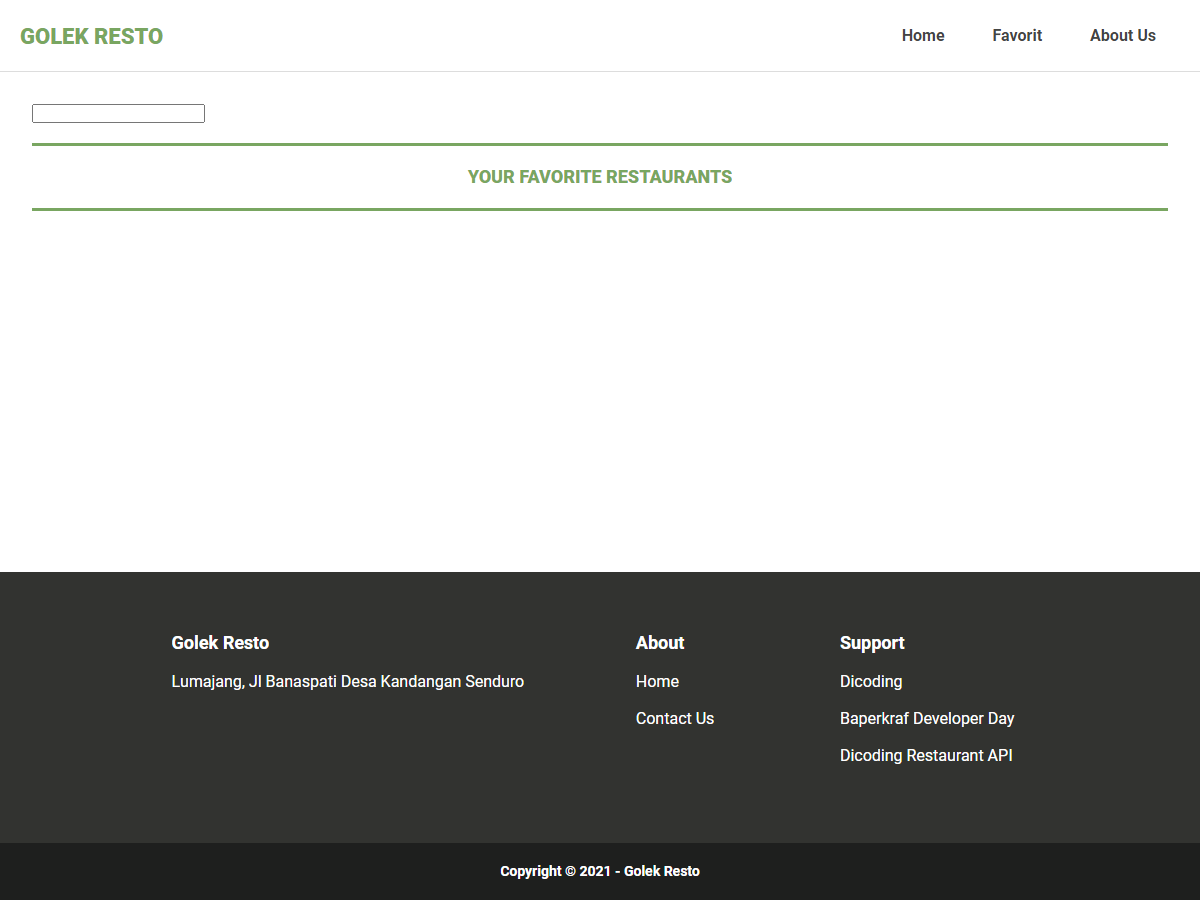 GOLEK RESTO
Home Favorit About Us
YOUR FAVORITE RESTAURANTS
Golek Resto
Lumajang, Jl Banaspati Desa Kandangan Senduro
About
Home
Contact Us
Support
Dicoding
Baperkraf Developer Day
Dicoding Restaurant API
Copyright © 2021 - Golek Resto